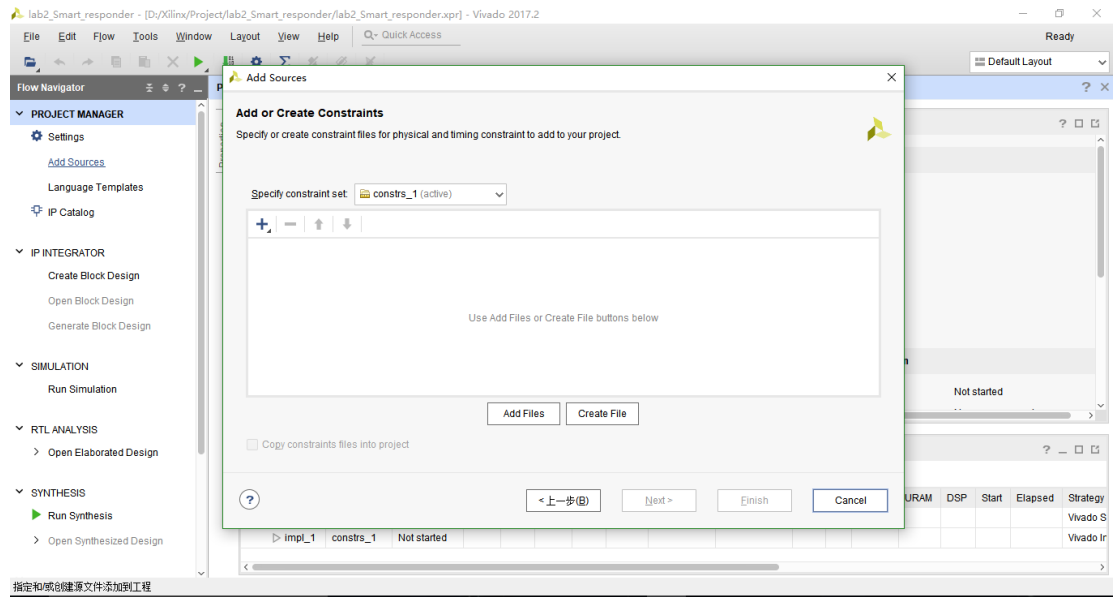 lab2_Smart_responder - [D:/Xilinx/Project/lab2_Smart_responder/lab2_Smart_responder.xpr] - Vivado 2017.2
File Edit Flow Tools Window Layout View Help Quick Access Ready
Default Layout
Flow Navigator
PROJECT MANAGER
Settings
Add Sources
Language Templates
IP Catalog
IP INTEGRATOR
Create Block Design
Open Block Design
Generate Block Design
SIMULATION
Run Simulation
RTL ANALYSIS
Open Elaborated Design
SYNTHESIS
Run Synthesis
Open Synthesized Design
Add Sources
Add or Create Constraints
Specify or create constraint files for physical and timing constraint to add to your project.
Specify constraint set: constrs_1 (active)
Use Add Files or Create File buttons below
Add Files Create File
Copy constraints files into project
< 上一步(B) Next > Finish Cancel
Not started
URAM DSP Start Elapsed Strategy
Vivado S
impl_1 constrs_1 Not started Vivado Ir
指定和/或创建源文件添加到工程